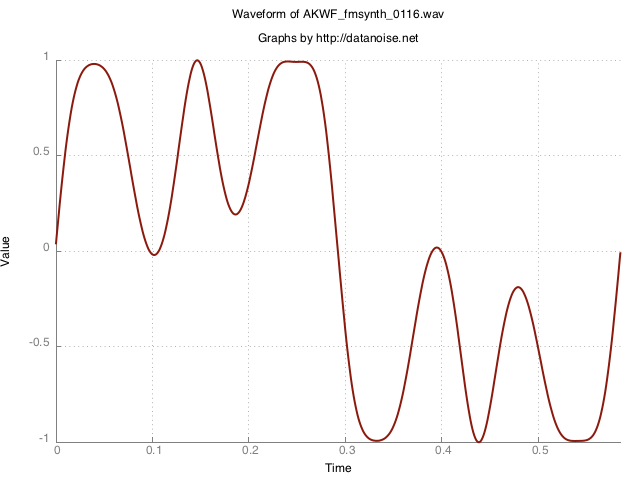 Waveform of AKWF_fmsynth_0116.wav
Graphs by http://datanoise.net
1
0.5
0
-0.5
-1
Value
0 0.1 0.2 0.3 0.4 0.5
Time